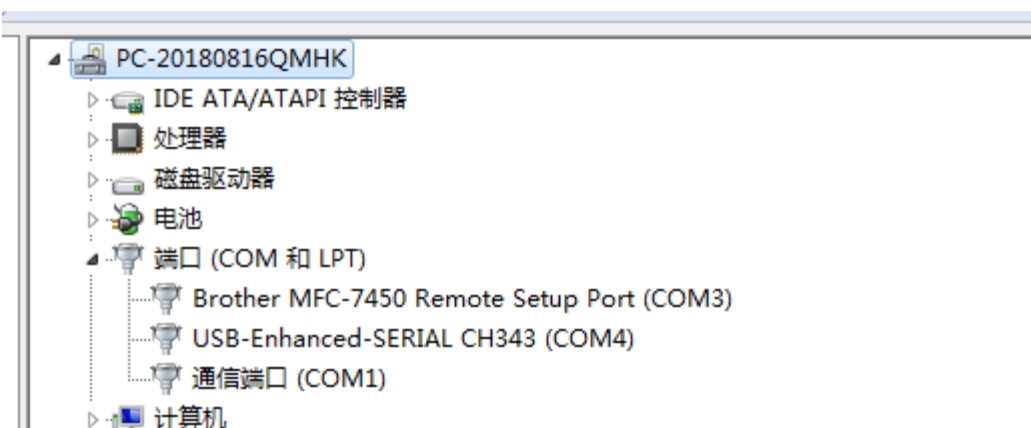 PC-20180816QMHK
IDE ATA/ATAPI 控制器
处理器
磁盘驱动器
电池
端口 (COM 和 LPT)
Brother MFC-7450 Remote Setup Port (COM3)
USB-Enhanced-SERIAL CH343 (COM4)
通信端口 (COM1)
计算机